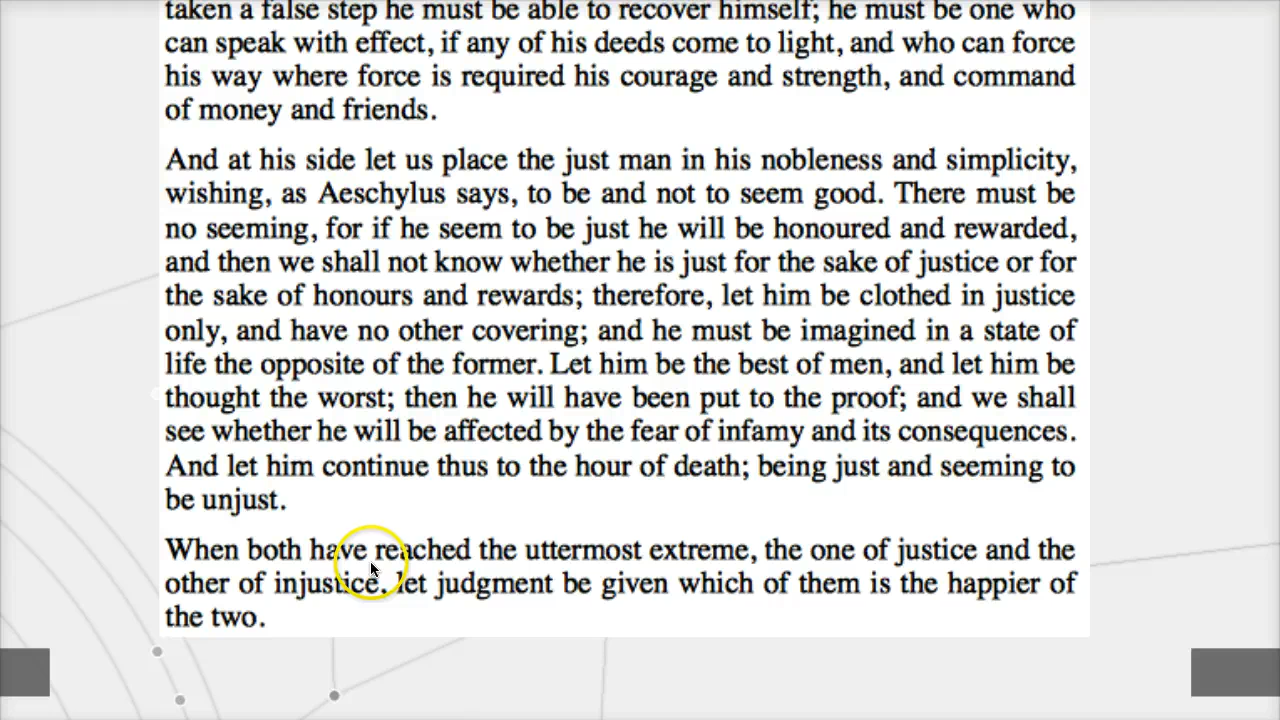 taken a false step he must be able to recover himself; he must be one who
can speak with effect, if any of his deeds come to light, and who can force
his way where force is required his courage and strength, and command
of money and friends.
And at his side let us place the just man in his nobleness and simplicity,
wishing, as Aeschylus says, to be and not to seem good. There must be
no seeming, for if he seem to be just he will be honoured and rewarded,
and then we shall not know whether he is just for the sake of justice or for
the sake of honours and rewards; therefore, let him be clothed in justice
only, and have no other covering; and he must be imagined in a state of
life the opposite of the former. Let him be the best of men, and let him be
thought the worst; then he will have been put to the proof; and we shall
see whether he will be affected by the fear of infamy and its consequences.
And let him continue thus to the hour of death; being just and seeming to
be unjust.
When both have reached the uttermost extreme, the one of justice and the
other of injustice, let judgment be given which of them is the happier of
the two.